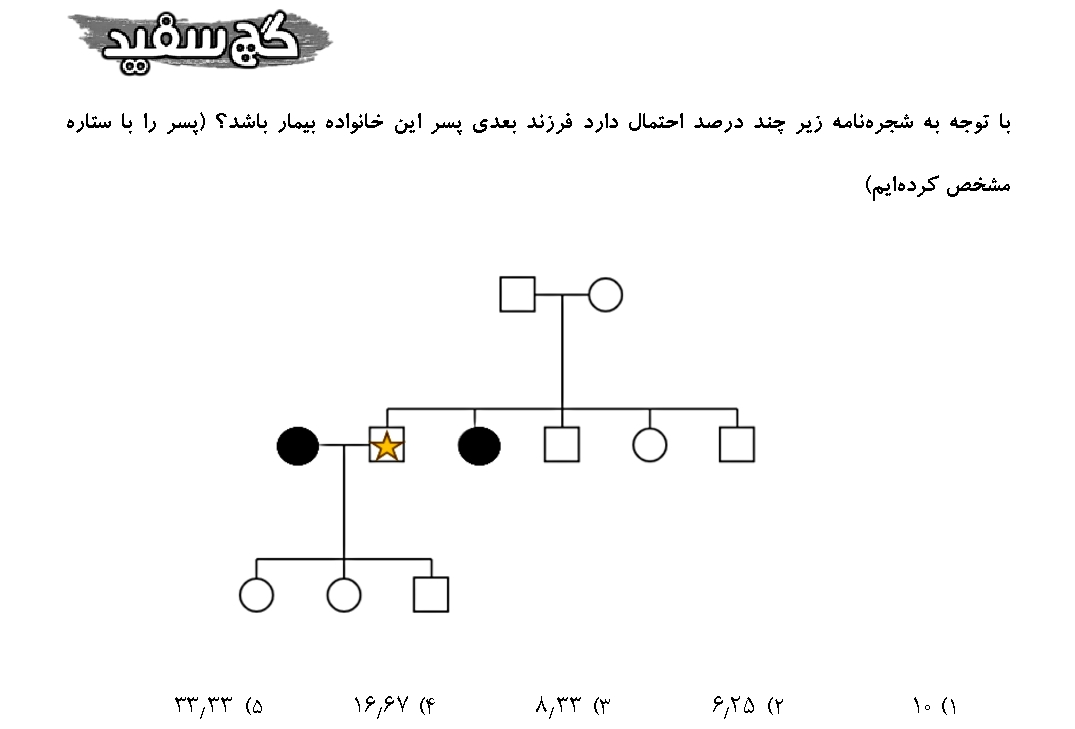 گچ سفید
با توجه به شجره‌نامه زیر چند درصد احتمال دارد فرزند بعدی پسر این خانواده بیمار باشد؟ (پسر را با ستاره
مشخص کرده‌ایم)
۱) ۱۰ ۲) ۶٫۲۵ ۳) ۸٫۳۳ ۴) ۱۶٫۶۷ ۵) ۳۳٫۳۳